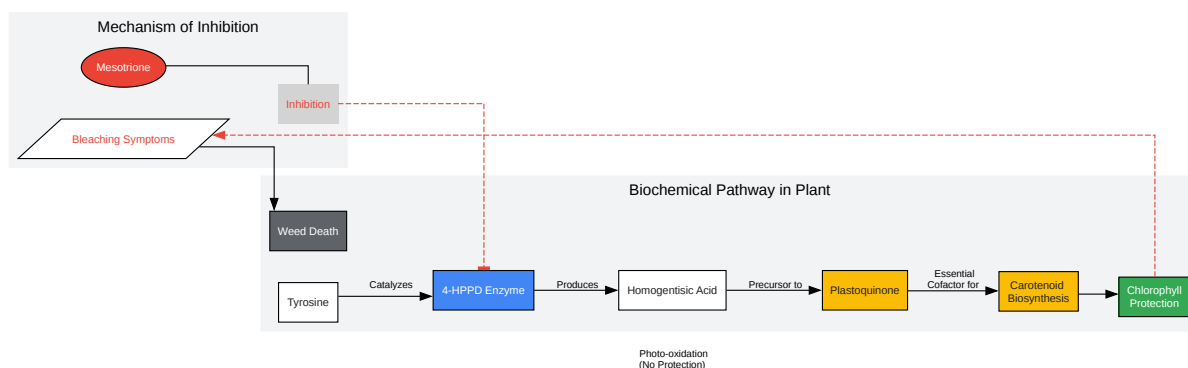 Mechanism of Inhibition
Mesotrione
Inhibition
Bleaching Symptoms
Biochemical Pathway in Plant
Weed Death
Tyrosine
Catalyzes
4-HPPD Enzyme
Produces
Homogentisic Acid
Precursor to
Plastoquinone
Essential
Cofactor for
Carotenoid
Biosynthesis
Chlorophyll
Protection
Photo-oxidation
(No Protection)